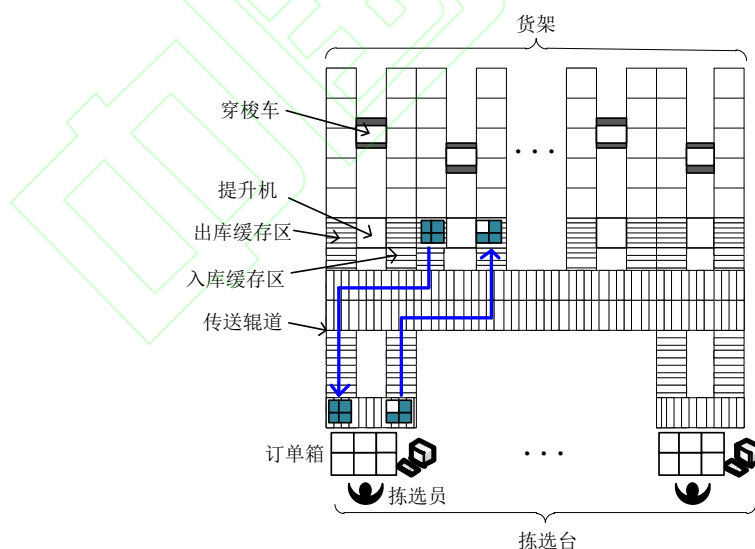 货架
穿梭车
提升机
出库缓存区
入库缓存区
传送辊道
订单箱
拣选员
拣选台